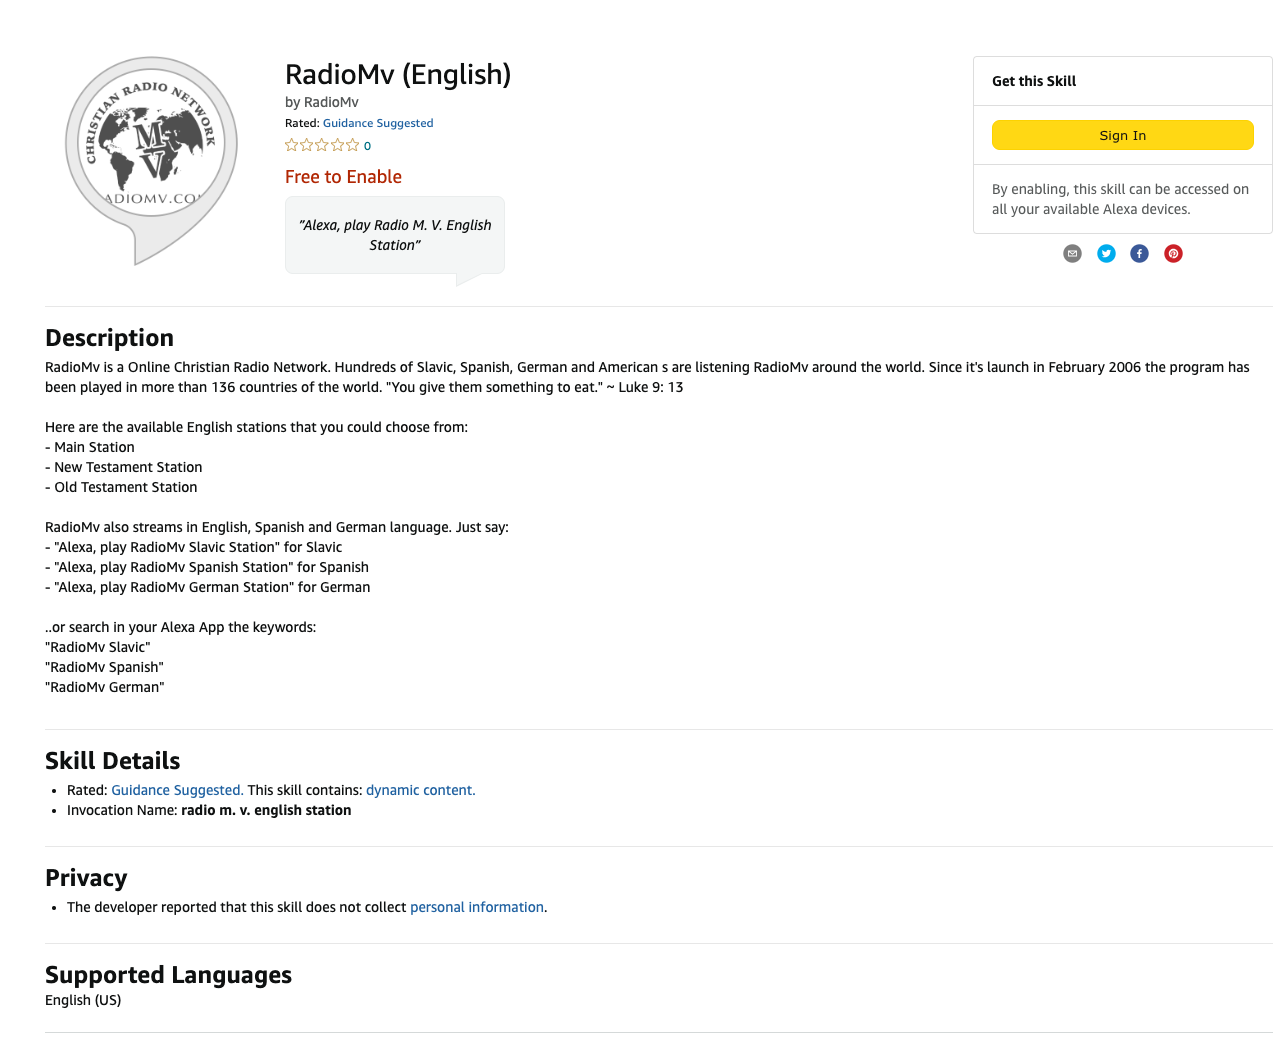 CHRISTIAN RADIO NETWORK
MV
ADIOMV.CO
RadioMv (English)
by RadioMv
Rated: Guidance Suggested
0
Free to Enable
"Alexa, play Radio M. V. English
Station"
Get this Skill
Sign In
By enabling, this skill can be accessed on
all your available Alexa devices.
Description
RadioMv is a Online Christian Radio Network. Hundreds of Slavic, Spanish, German and American s are listening RadioMv around the world. Since it's launch in February 2006 the program has
been played in more than 136 countries of the world. "You give them something to eat." ~ Luke 9: 13
Here are the available English stations that you could choose from:
- Main Station
- New Testament Station
- Old Testament Station
RadioMv also streams in English, Spanish and German language. Just say:
- "Alexa, play RadioMv Slavic Station" for Slavic
- "Alexa, play RadioMv Spanish Station" for Spanish
- "Alexa, play RadioMv German Station" for German
..or search in your Alexa App the keywords:
"RadioMv Slavic"
"RadioMv Spanish"
"RadioMv German"
Skill Details
• Rated: Guidance Suggested. This skill contains: dynamic content.
• Invocation Name: radio m. v. english station
Privacy
• The developer reported that this skill does not collect personal information.
Supported Languages
English (US)